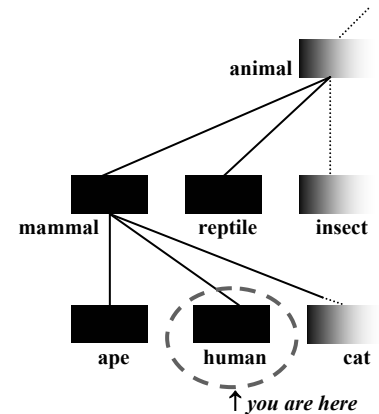 animal
mammal reptile insect
ape human cat
↑ you are here